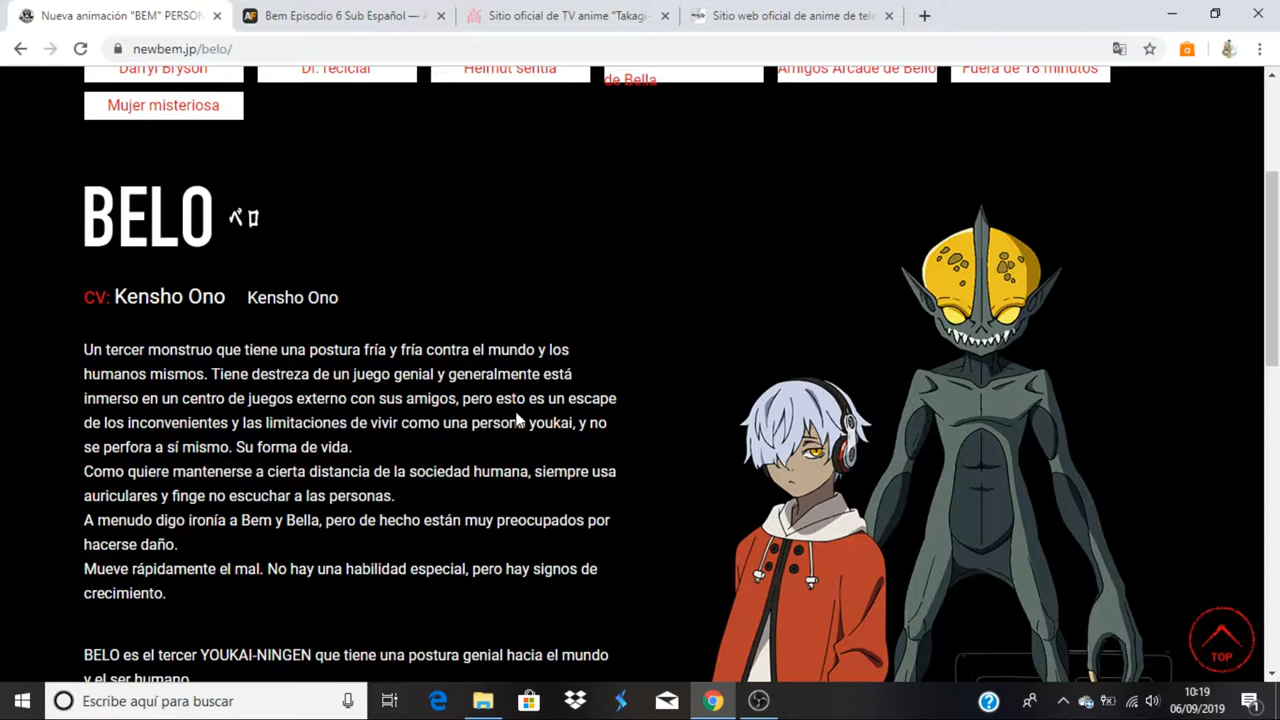 Nueva animación "BEM" PERSON
Bem Episodio 6 Sub Español — A
Sitio oficial de TV anime "Takagi-
Sitio web oficial de anime de tele
newbem.jp/belo/
Darryl Bryson
Dr. reciclar
Helmut sentia
de Bella
Amigos Arcade de Bello
Fuera de 18 minutos
Mujer misteriosa
BELO ベロ
CV: Kensho Ono Kensho Ono
Un tercer monstruo que tiene una postura fría y fría contra el mundo y los
humanos mismos. Tiene destreza de un juego genial y generalmente está
inmerso en un centro de juegos externo con sus amigos, pero esto es un escape
de los inconvenientes y las limitaciones de vivir como una persona youkai, y no
se perfora a sí mismo. Su forma de vida.
Como quiere mantenerse a cierta distancia de la sociedad humana, siempre usa
auriculares y finge no escuchar a las personas.
A menudo digo ironía a Bem y Bella, pero de hecho están muy preocupados por
hacerse daño.
Mueve rápidamente el mal. No hay una habilidad especial, pero hay signos de
crecimiento.
BELO es el tercer YOUKAI-NINGEN que tiene una postura genial hacia el mundo
y el ser humano
TOP
Escribe aquí para buscar
10:19
06/09/2019